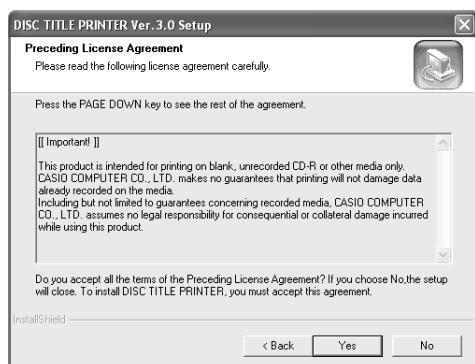 DISC TITLE PRINTER Ver.3.0 Setup
Preceding License Agreement
Please read the following license agreement carefully.
Press the PAGE DOWN key to see the rest of the agreement.
[[ Important! ]]
This product is intended for printing on blank, unrecorded CD-R or other media only.
CASIO COMPUTER CO., LTD. makes no guarantees that printing will not damage data
already recorded on the media.
Including but not limited to guarantees concerning recorded media, CASIO COMPUTER
CO., LTD. assumes no legal responsibility for consequential or collateral damage incurred
while using this product.
Do you accept all the terms of the Preceding License Agreement? If you choose No,the setup
will close. To install DISC TITLE PRINTER, you must accept this agreement.
InstallShield
< Back Yes No